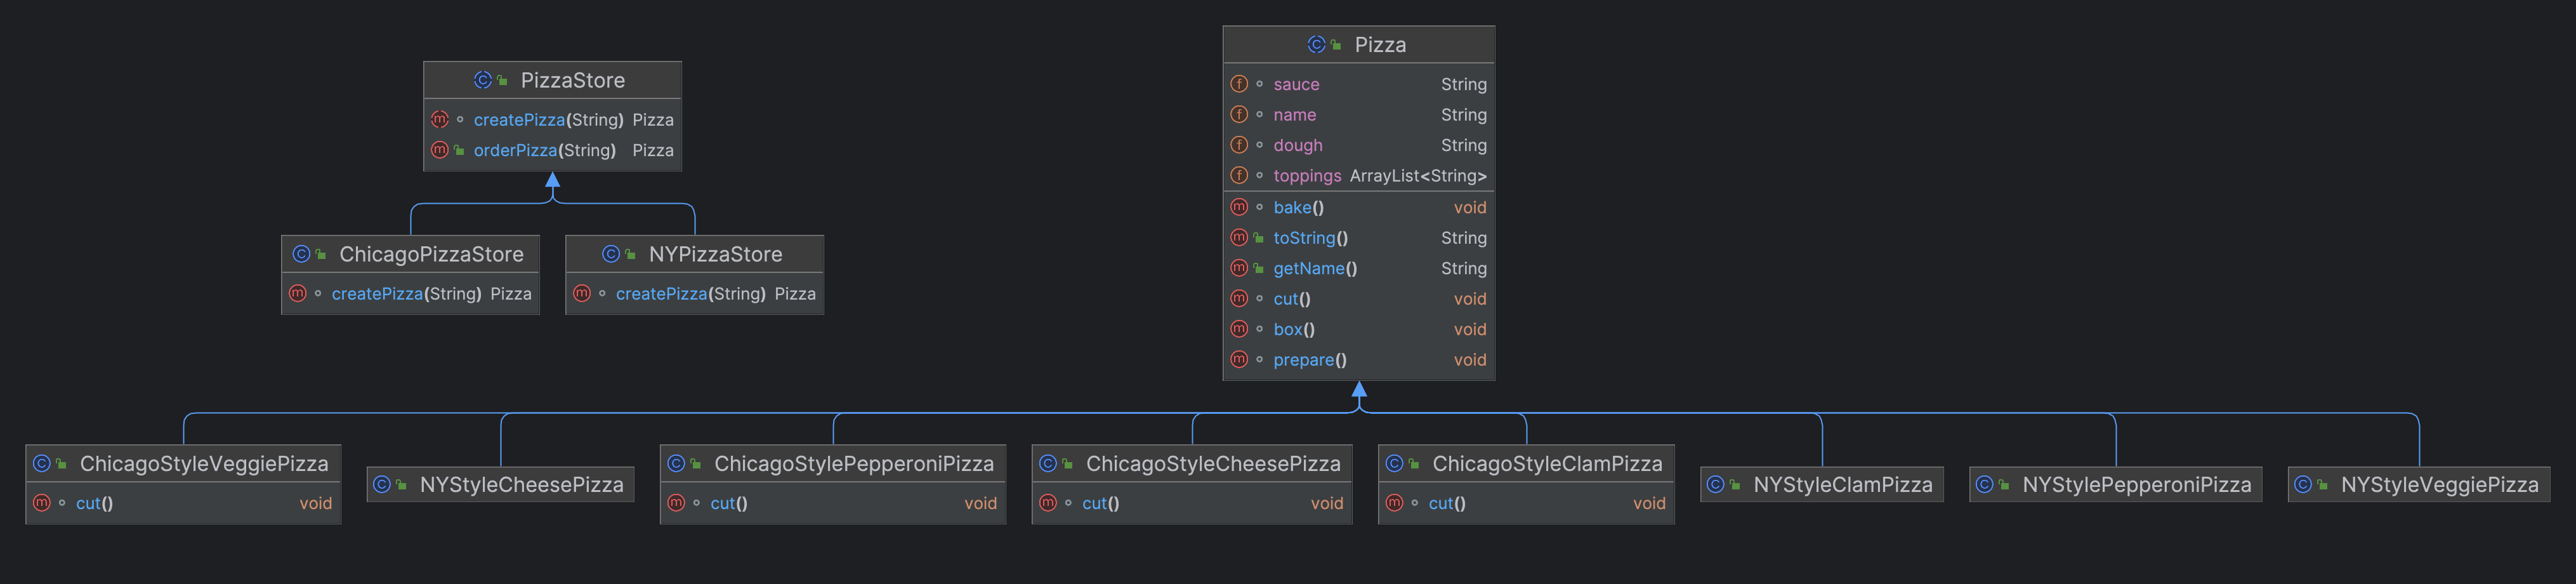 PizzaStore
createPizza(String) Pizza
orderPizza(String) Pizza
ChicagoPizzaStore
createPizza(String) Pizza
NYPizzaStore
createPizza(String) Pizza
Pizza
sauce String
name String
dough String
toppings ArrayList<String>
bake() void
toString() String
getName() String
cut() void
box() void
prepare() void
ChicagoStyleVeggiePizza
cut() void
NYStyleCheesePizza
ChicagoStylePepperoniPizza
cut() void
ChicagoStyleCheesePizza
cut() void
ChicagoStyleClamPizza
cut() void
NYStyleClamPizza
NYStylePepperoniPizza
NYStyleVeggiePizza